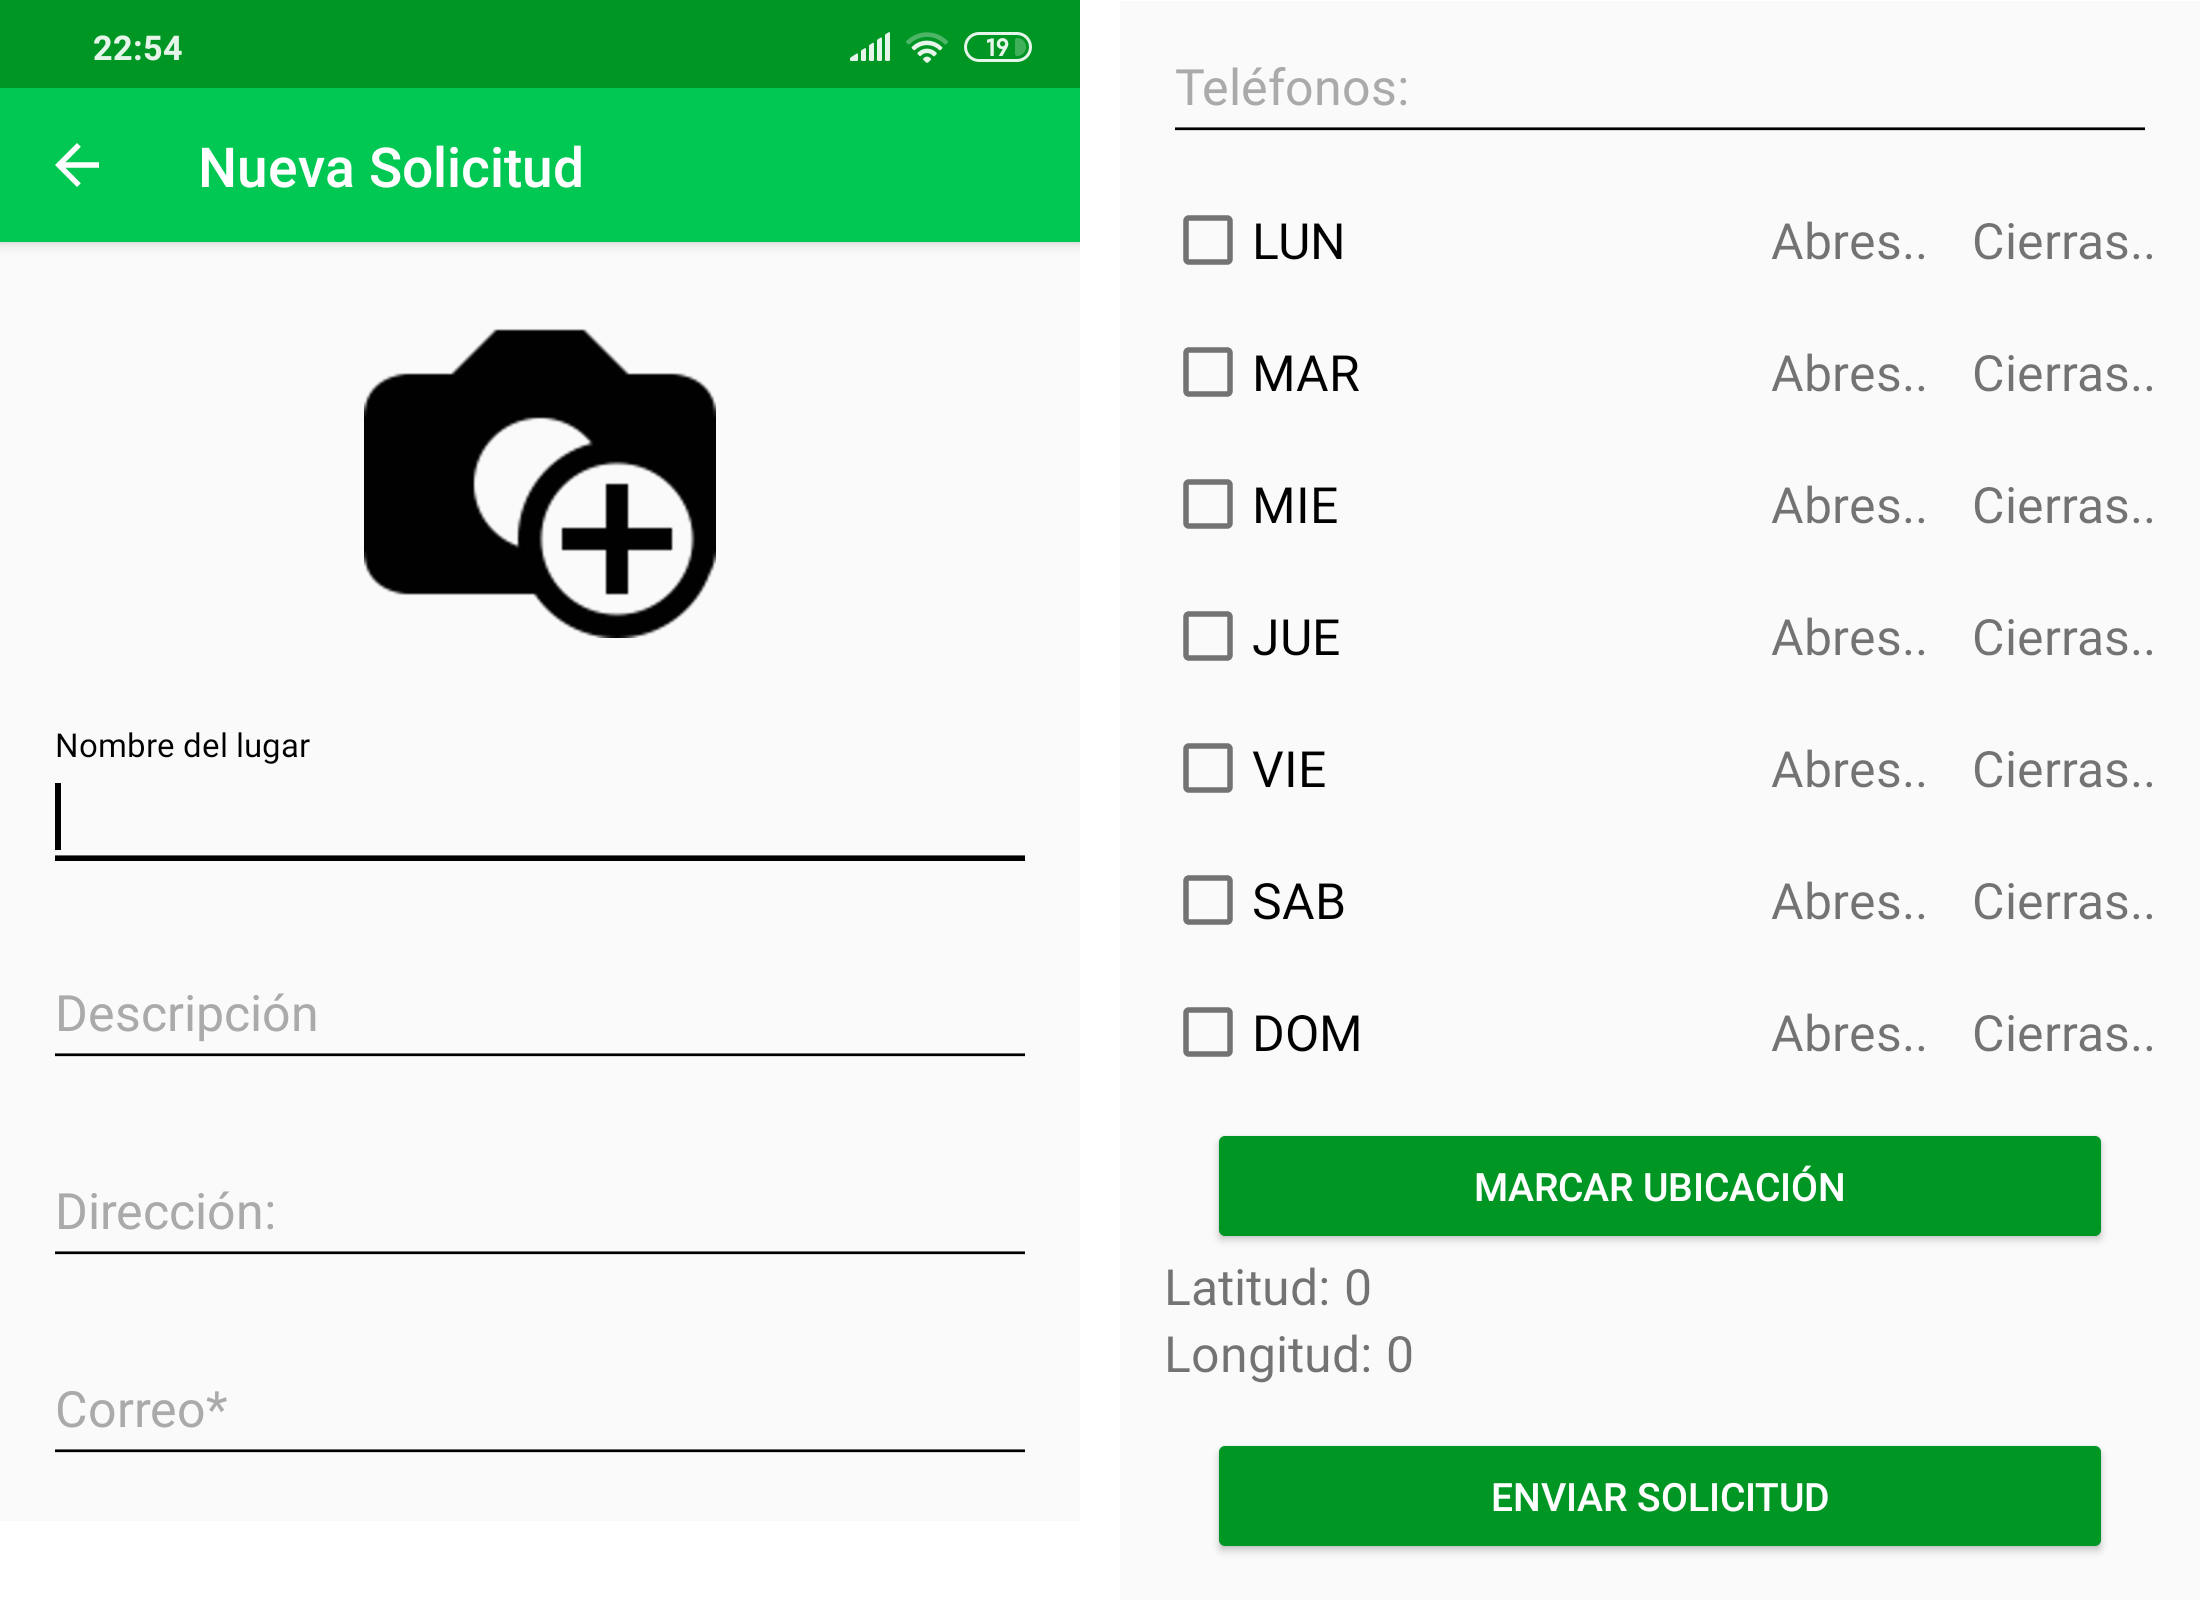 22:54
19
Nueva Solicitud
Nombre del lugar
Descripción
Dirección:
Correo*
Teléfonos:
LUN Abres.. Cierras..
MAR Abres.. Cierras..
MIE Abres.. Cierras..
JUE Abres.. Cierras..
VIE Abres.. Cierras..
SAB Abres.. Cierras..
DOM Abres.. Cierras..
MARCAR UBICACIÓN
Latitud: 0
Longitud: 0
ENVIAR SOLICITUD